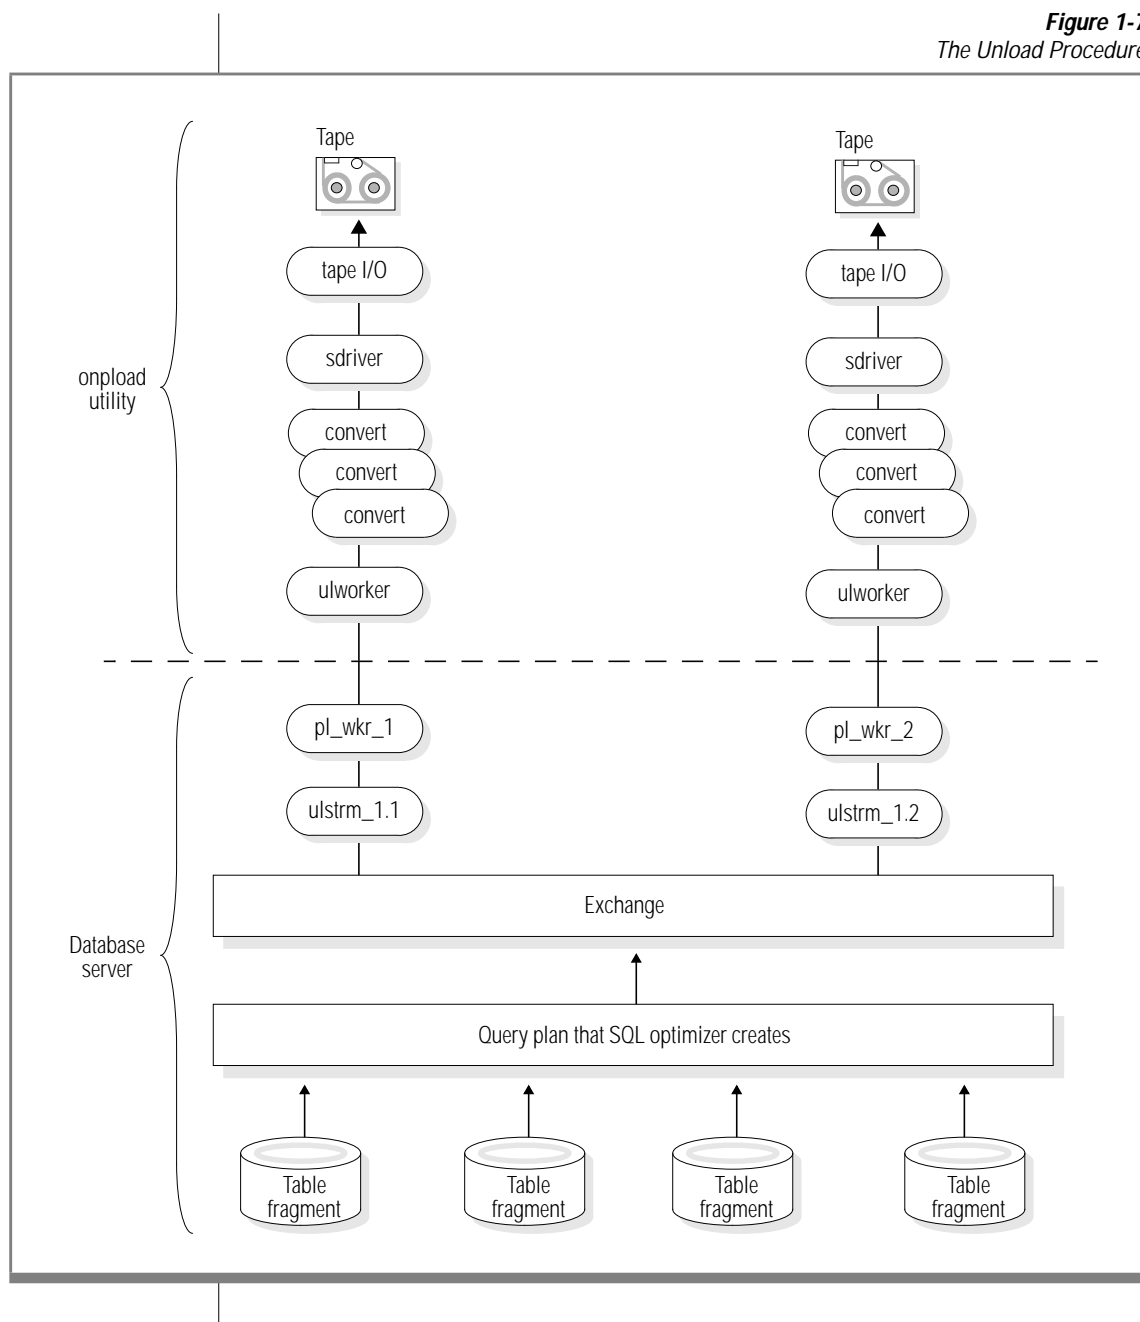 Figure 1-7
The Unload Procedure
Tape
Tape
tape I/O
tape I/O
sdriver
sdriver
onpload
utility
convert
convert
convert
convert
convert
convert
ulworker
ulworker
pl_wkr_1
pl_wkr_2
ulstrm_1.1
ulstrm_1.2
Exchange
Database
server
Query plan that SQL optimizer creates
Table
fragment
Table
fragment
Table
fragment
Table
fragment